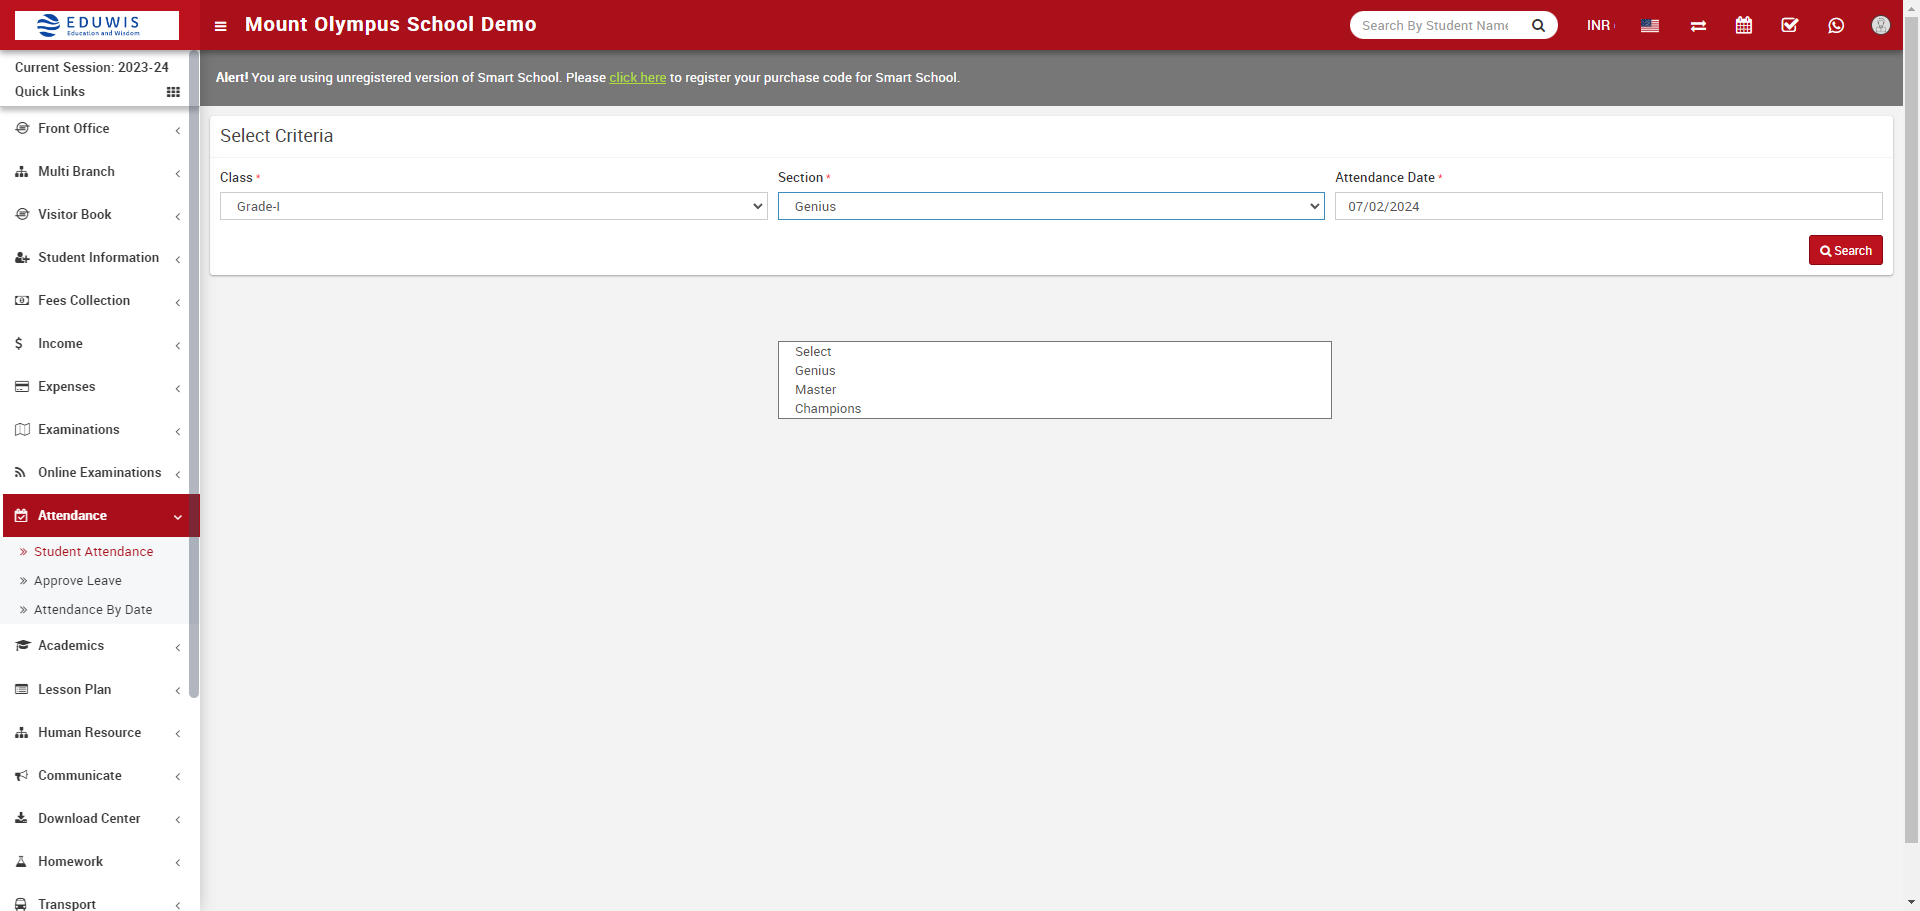 EDUWIS
Education and Wisdom
Mount Olympus School Demo
Search By Student Name
INR
Current Session: 2023-24
Quick Links
Alert! You are using unregistered version of Smart School. Please click here to register your purchase code for Smart School.
Front Office
Multi Branch
Visitor Book
Student Information
Fees Collection
Income
Expenses
Examinations
Online Examinations
Attendance
Student Attendance
Approve Leave
Attendance By Date
Academics
Lesson Plan
Human Resource
Communicate
Download Center
Homework
Transport
Select Criteria
Class *
Section *
Attendance Date *
Grade-I
Genius
07/02/2024
Search
Select
Genius
Master
Champions